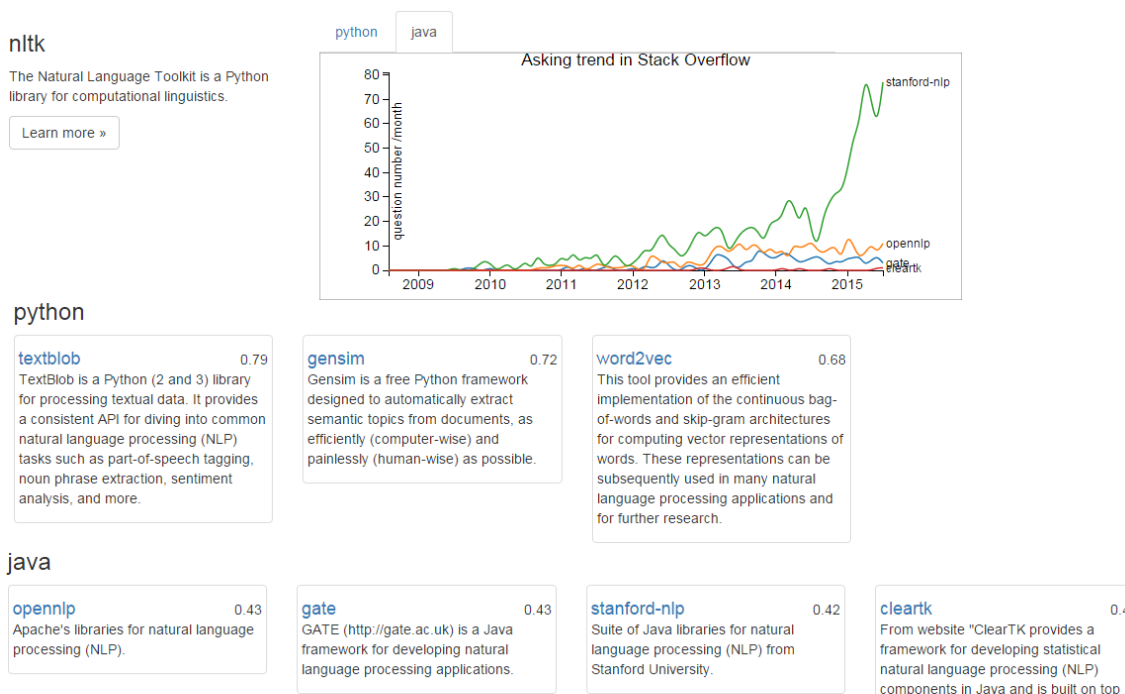 nltk
The Natural Language Toolkit is a Python
library for computational linguistics.
Learn more »
python
java
Asking trend in Stack Overflow
question number /month
80
70
60
50
40
30
20
10
0
2009
2010
2011
2012
2013
2014
2015
stanford-nlp
opennlp
gate
cleartk
python
textblob 0.79
TextBlob is a Python (2 and 3) library
for processing textual data. It provides
a consistent API for diving into common
natural language processing (NLP)
tasks such as part-of-speech tagging,
noun phrase extraction, sentiment
analysis, and more.
gensim 0.72
Gensim is a free Python framework
designed to automatically extract
semantic topics from documents, as
efficiently (computer-wise) and
painlessly (human-wise) as possible.
word2vec 0.68
This tool provides an efficient
implementation of the continuous bag-
of-words and skip-gram architectures
for computing vector representations of
words. These representations can be
subsequently used in many natural
language processing applications and
for further research.
java
opennlp 0.43
Apache's libraries for natural language
processing (NLP).
gate 0.43
GATE (http://gate.ac.uk) is a Java
framework for developing natural
language processing applications.
stanford-nlp 0.42
Suite of Java libraries for natural
language processing (NLP) from
Stanford University.
cleartk
From website "ClearTK provides a
framework for developing statistical
natural language processing (NLP)
components in Java and is built on top